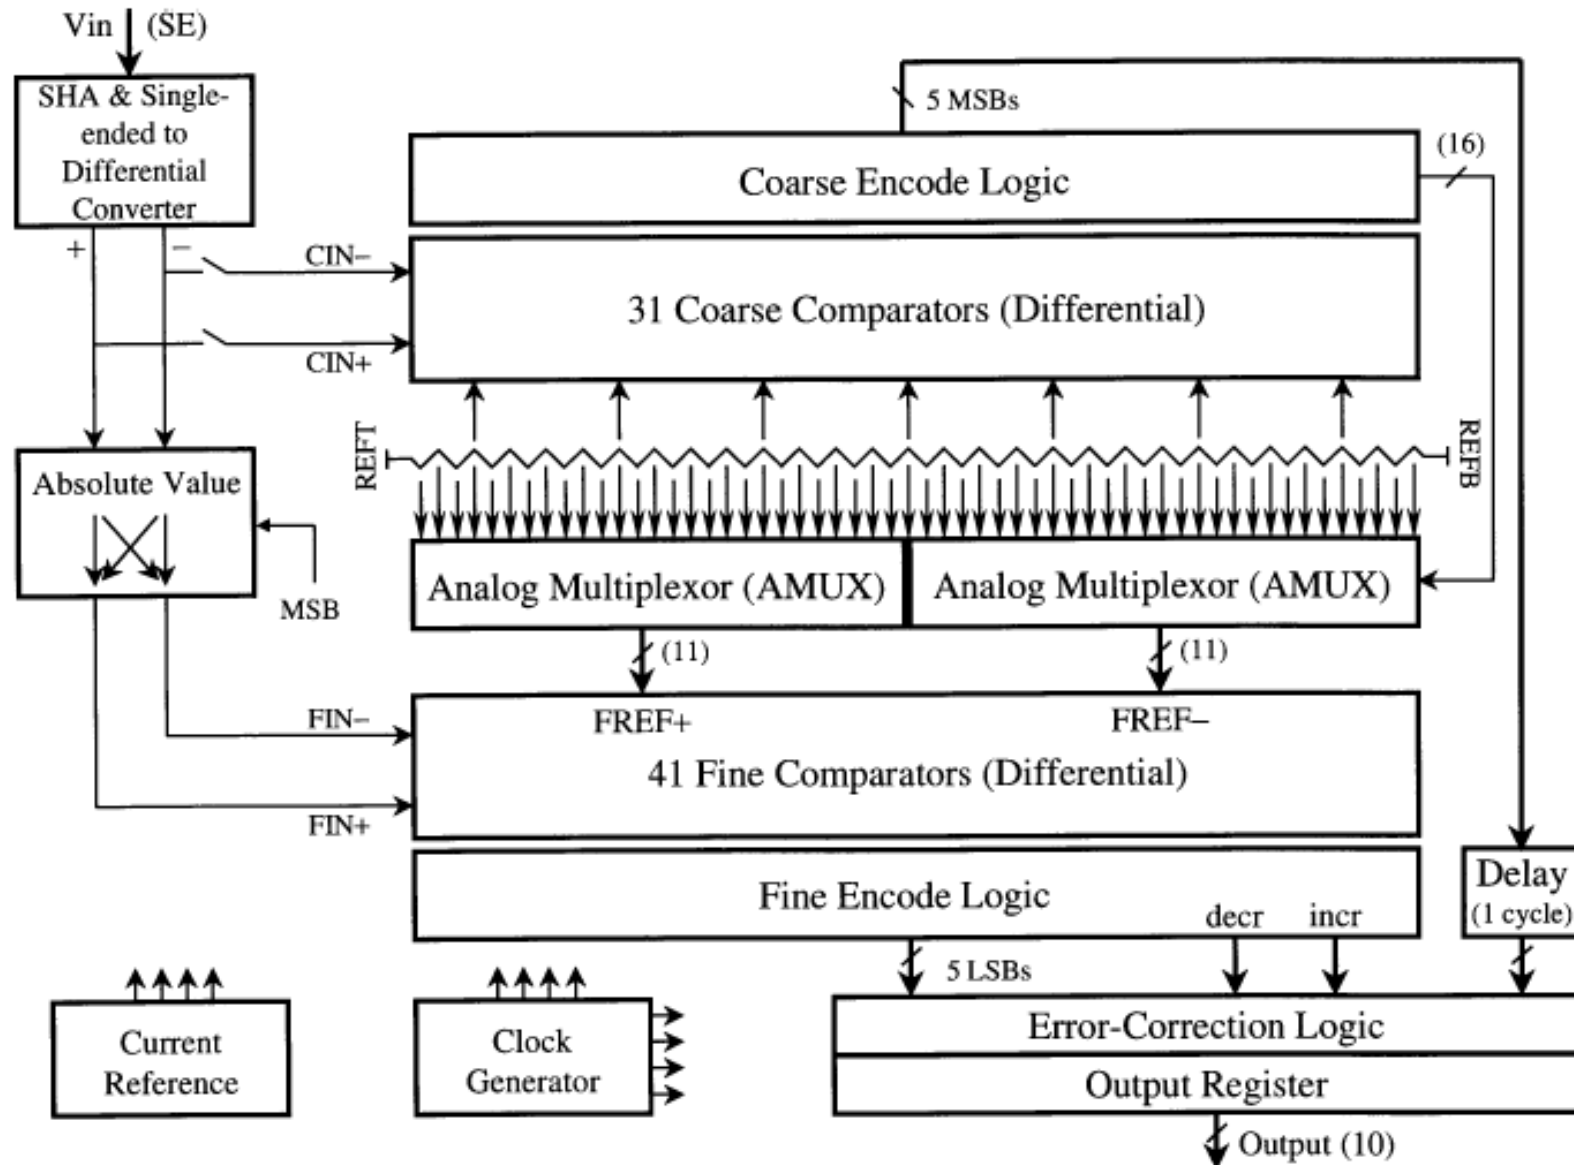 Vin (SE)
SHA & Single-
ended to
Differential
Converter
+ −
5 MSBs
(16)
Coarse Encode Logic
CIN−
31 Coarse Comparators (Differential)
CIN+
REFT
REFB
Absolute Value
MSB
Analog Multiplexor (AMUX)
Analog Multiplexor (AMUX)
(11)
(11)
FIN−
FREF+
FREF−
41 Fine Comparators (Differential)
FIN+
Fine Encode Logic
decr
incr
Delay
(1 cycle)
5 LSBs
Current
Reference
Clock
Generator
Error-Correction Logic
Output Register
Output (10)